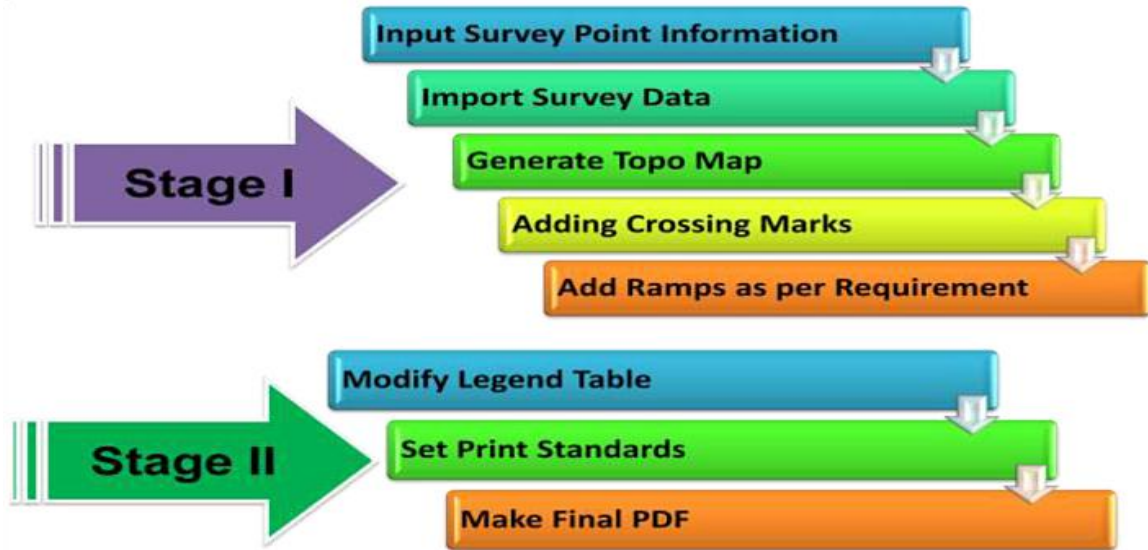 Stage I
Input Survey Point Information
Import Survey Data
Generate Topo Map
Adding Crossing Marks
Add Ramps as per Requirement
Stage II
Modify Legend Table
Set Print Standards
Make Final PDF